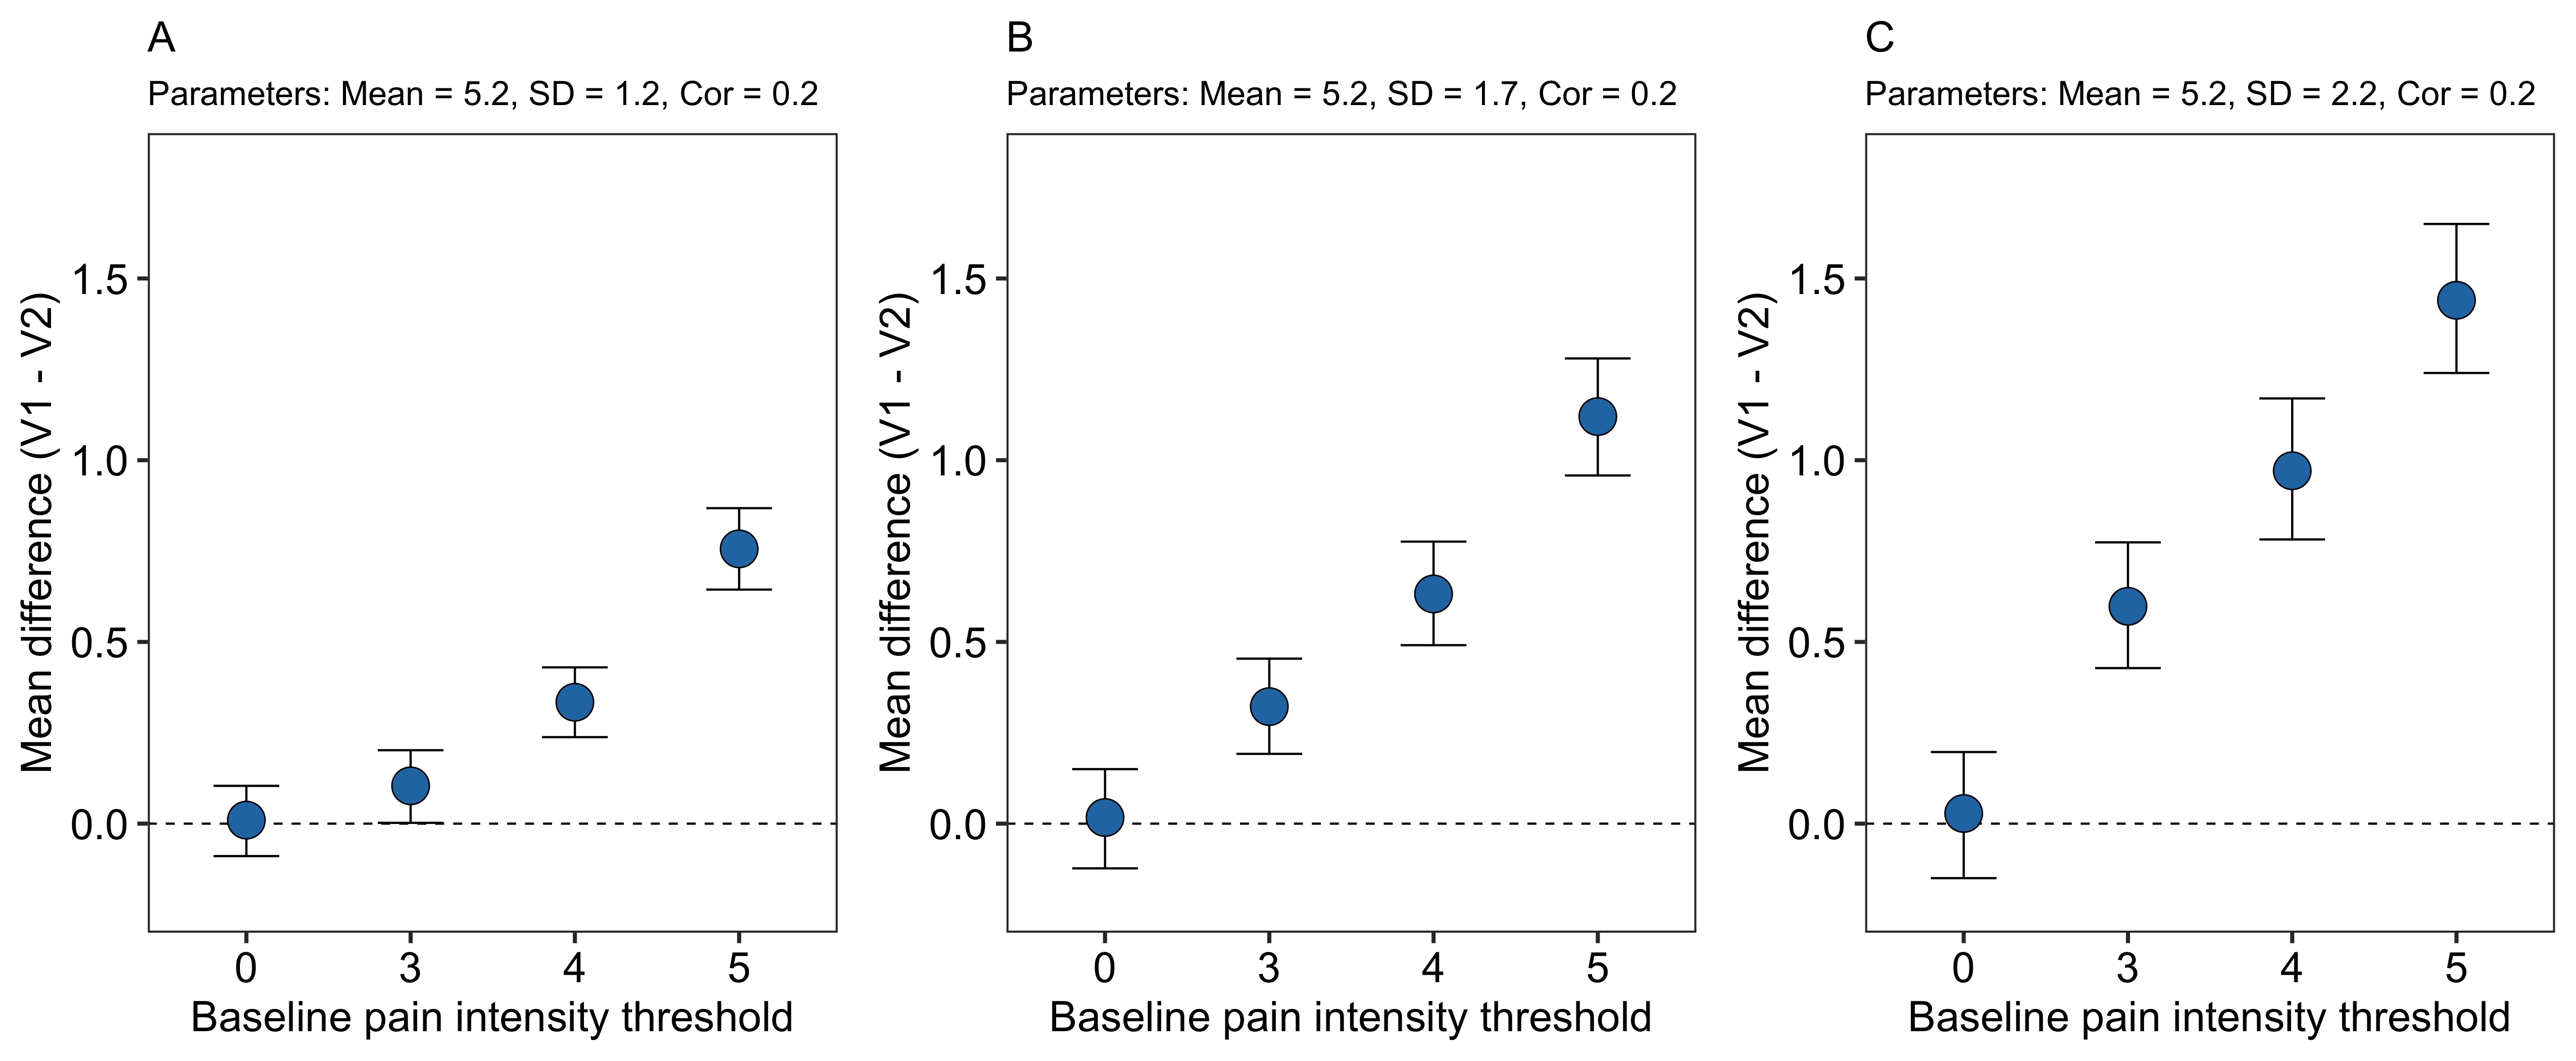 A
Parameters: Mean = 5.2, SD = 1.2, Cor = 0.2
Mean difference (V1 - V2)
1.5
1.0
0.5
0.0
0 3 4 5
Baseline pain intensity threshold
B
Parameters: Mean = 5.2, SD = 1.7, Cor = 0.2
Mean difference (V1 - V2)
1.5
1.0
0.5
0.0
0 3 4 5
Baseline pain intensity threshold
C
Parameters: Mean = 5.2, SD = 2.2, Cor = 0.2
Mean difference (V1 - V2)
1.5
1.0
0.5
0.0
0 3 4 5
Baseline pain intensity threshold